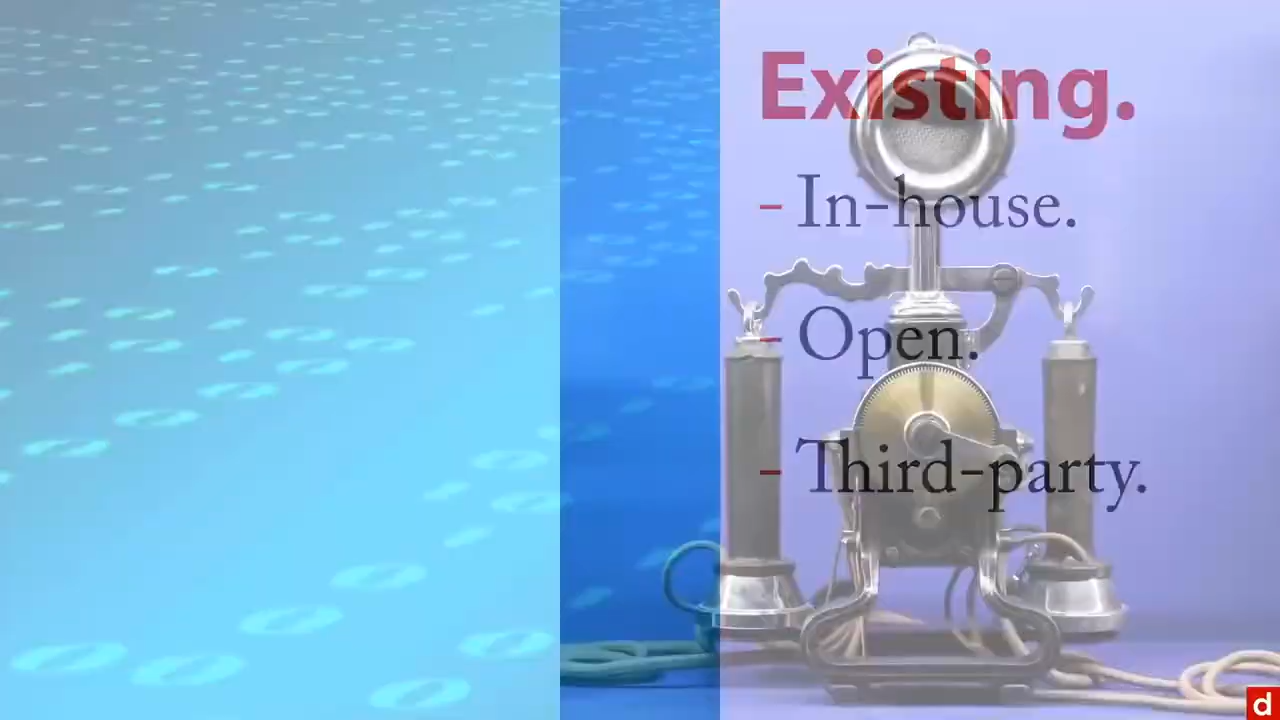 Existing.
- In-house.
- Open.
- Third-party.
d